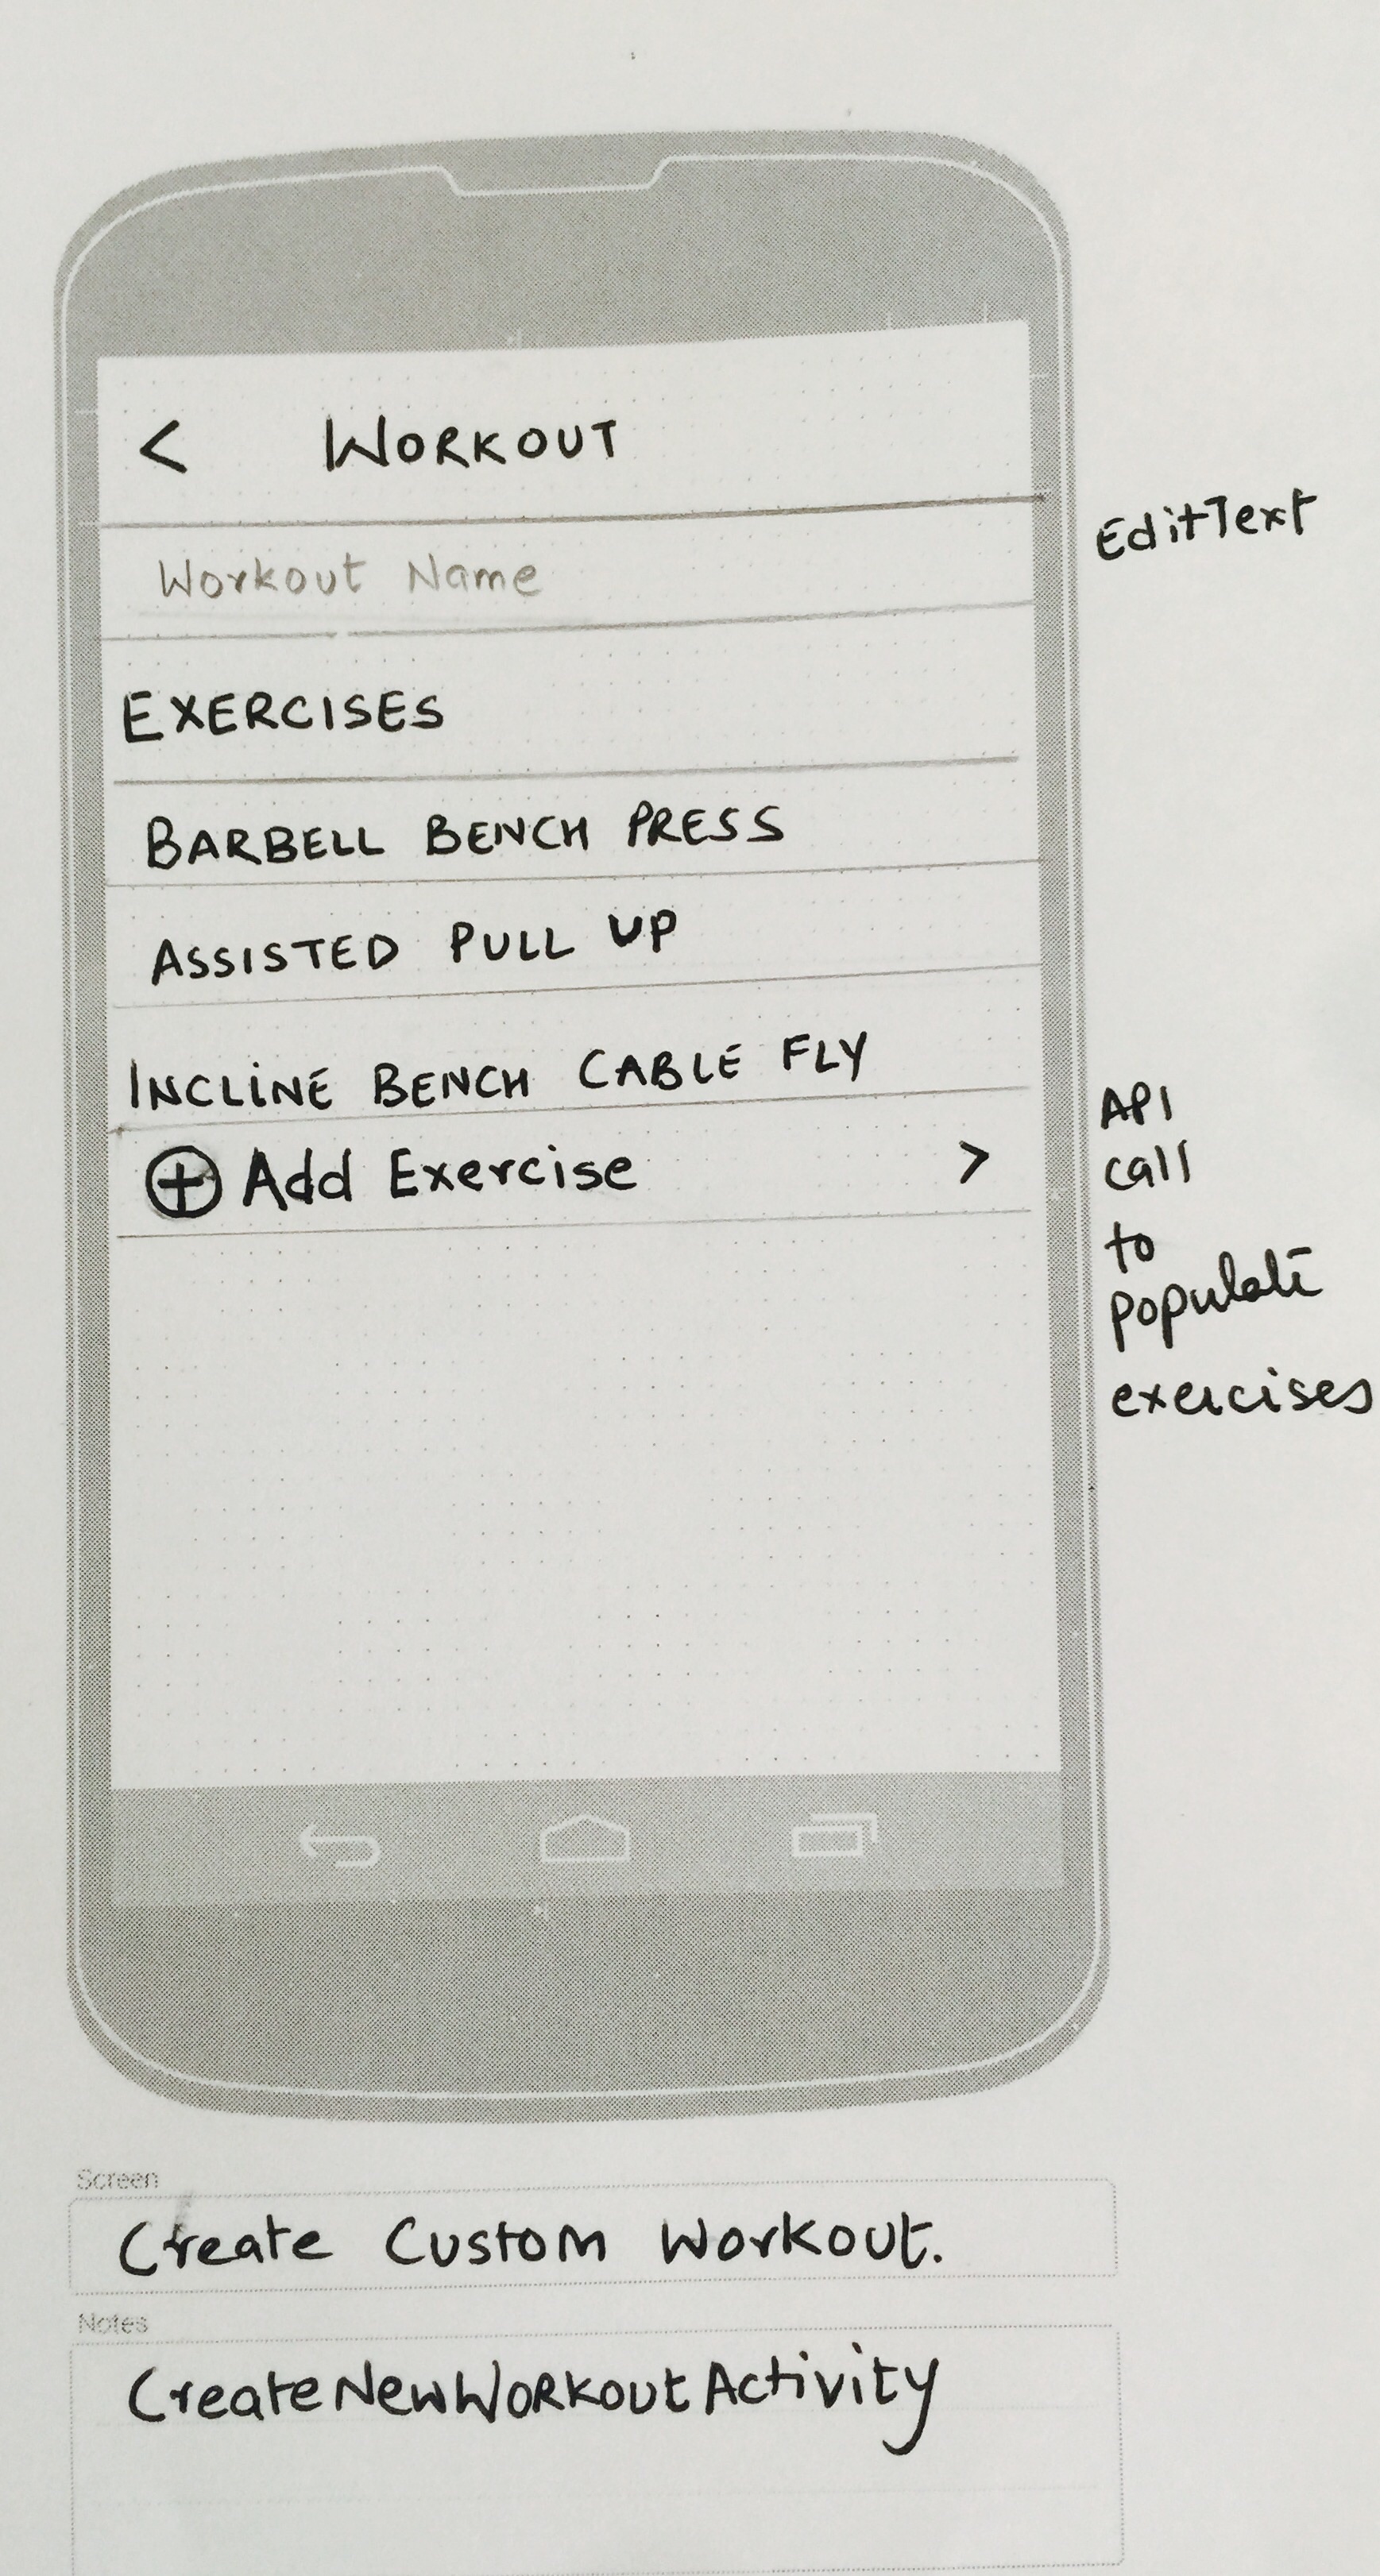 < WORKOUT
EditText
Workout Name
EXERCISES
BARBELL BENCH PRESS
ASSISTED PULL UP
INCLINE BENCH CABLE FLY
Add Exercise >
API
call
to
populate
exercises
Screen
Create Custom Workout.
Notes
CreateNewWorkoutActivity